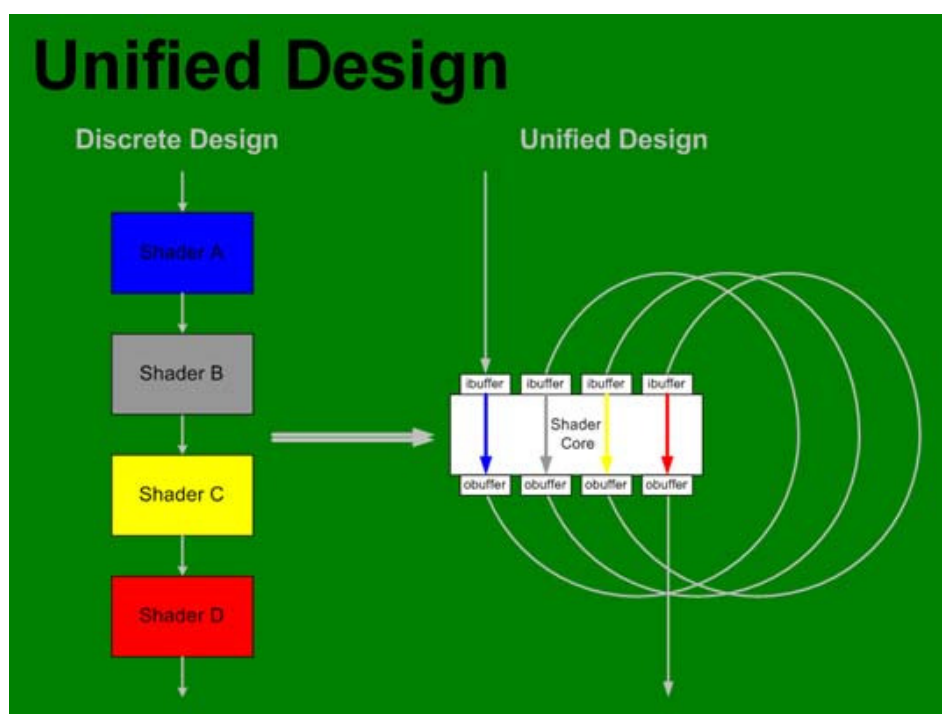 Unified Design
Discrete Design
Unified Design
Shader A
Shader B
Shader C
Shader D
ibuffer ibuffer ibuffer ibuffer
Shader
Core
obuffer obuffer obuffer obuffer